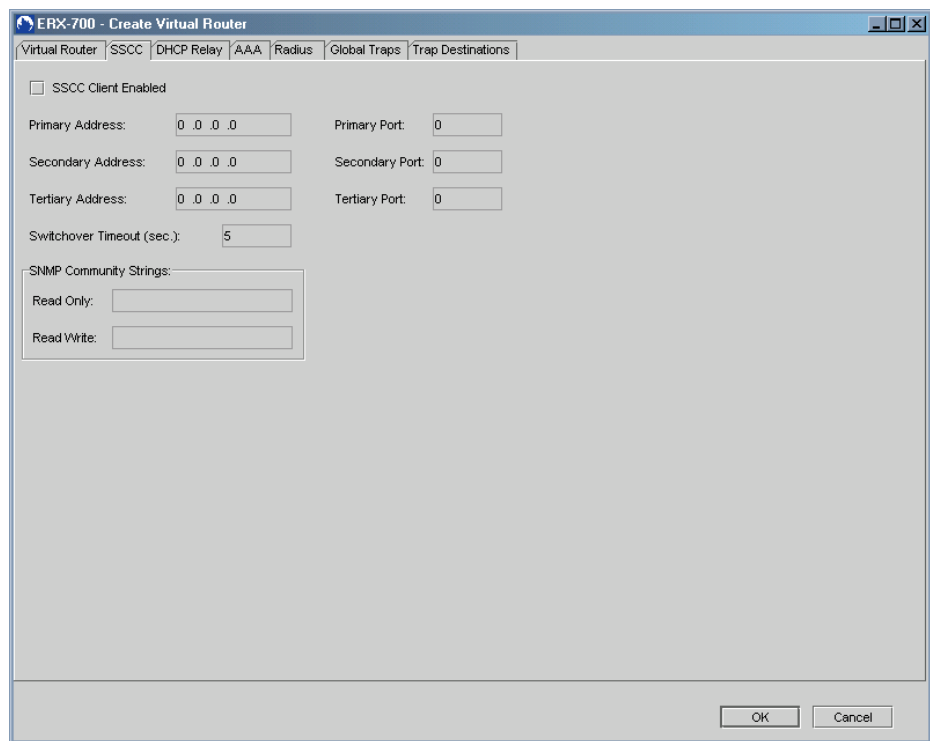 ERX-700 - Create Virtual Router
Virtual Router SSCC DHCP Relay AAA Radius Global Traps Trap Destinations
SSCC Client Enabled
Primary Address: 0 .0 .0 .0 Primary Port: 0
Secondary Address: 0 .0 .0 .0 Secondary Port: 0
Tertiary Address: 0 .0 .0 .0 Tertiary Port: 0
Switchover Timeout (sec.): 5
SNMP Community Strings:
Read Only:
Read Write:
OK Cancel